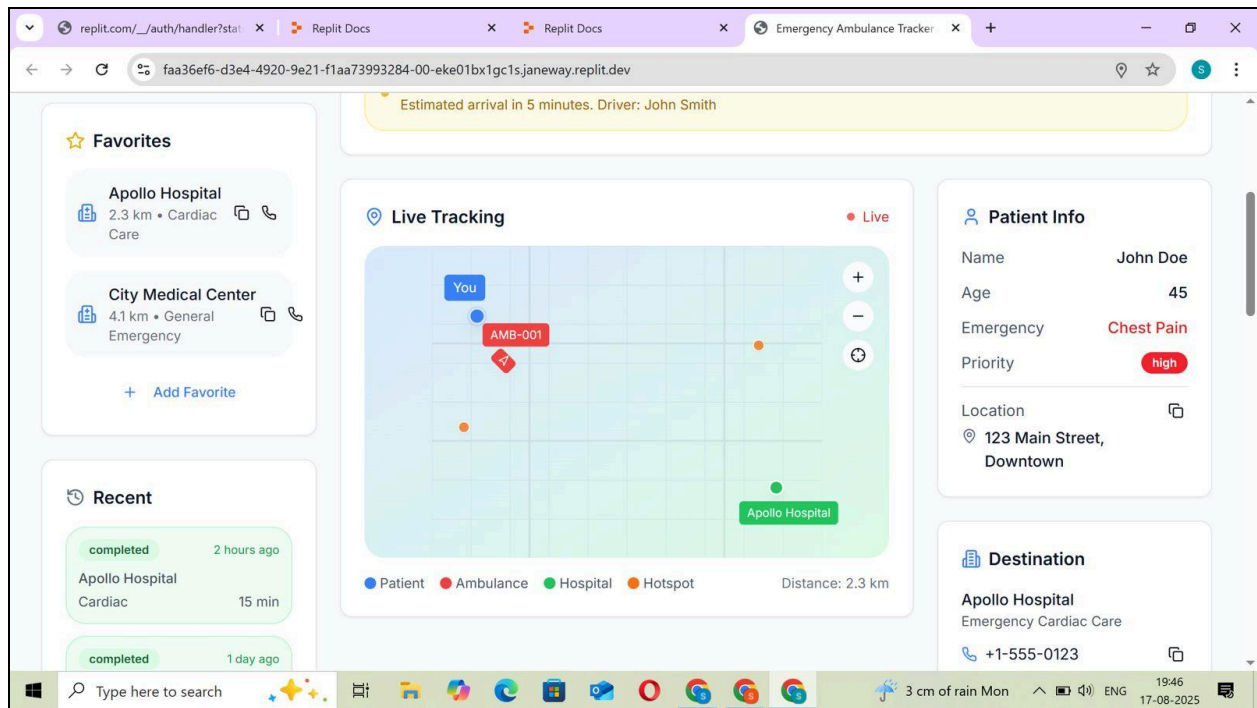 replit.com/__/auth/handler?stat
Replit Docs
Replit Docs
Emergency Ambulance Tracker
faa36ef6-d3e4-4920-9e21-f1aa73993284-00-eke01bx1gc1s.janeway.replit.dev
S
Estimated arrival in 5 minutes. Driver: John Smith
Favorites
Apollo Hospital
2.3 km • Cardiac
Care
City Medical Center
4.1 km • General
Emergency
+ Add Favorite
Recent
completed 2 hours ago
Apollo Hospital
Cardiac 15 min
completed 1 day ago
Live Tracking
Live
You
AMB-001
+
−
Apollo Hospital
Patient Ambulance Hospital Hotspot Distance: 2.3 km
Patient Info
Name John Doe
Age 45
Emergency Chest Pain
Priority high
Location
123 Main Street,
Downtown
Destination
Apollo Hospital
Emergency Cardiac Care
+1-555-0123
Type here to search
3 cm of rain Mon
ENG
19:46
17-08-2025